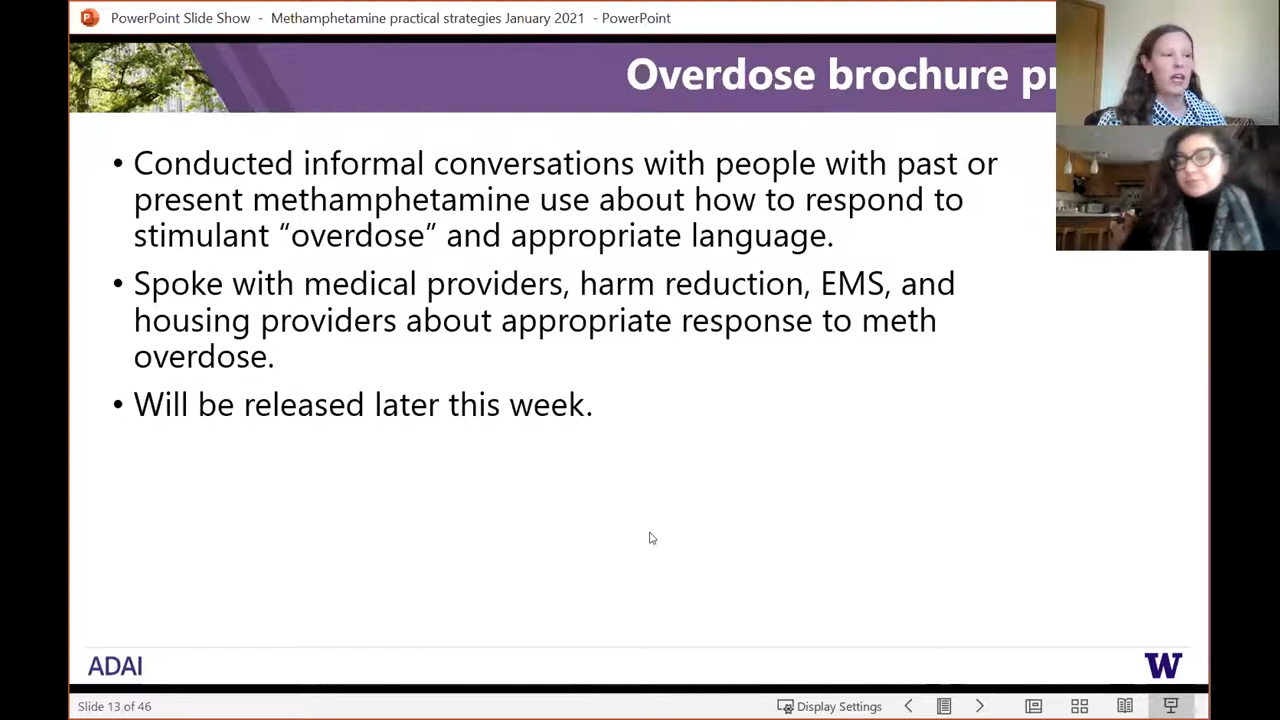 PowerPoint Slide Show - Methamphetamine practical strategies January 2021 - PowerPoint
Overdose brochure
• Conducted informal conversations with people with past or
present methamphetamine use about how to respond to
stimulant “overdose” and appropriate language.
• Spoke with medical providers, harm reduction, EMS, and
housing providers about appropriate response to meth
overdose.
• Will be released later this week.
ADAI
W
Slide 13 of 46
Display Settings